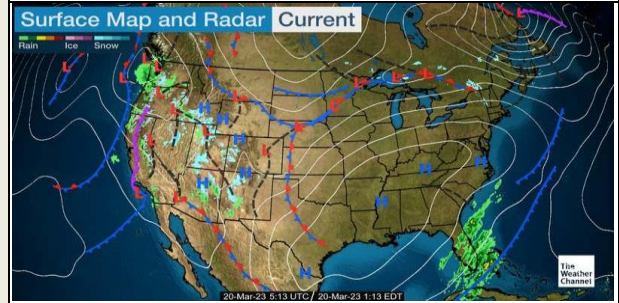 Surface Map and Radar Current
Rain Ice Snow
L L
L L L
L L L L L
H L L
H L
L H L
L H H
H H
H
L L
H
The
Weather
Channel
20-Mar-23 5:13 UTC / 20-Mar-23 1:13 EDT